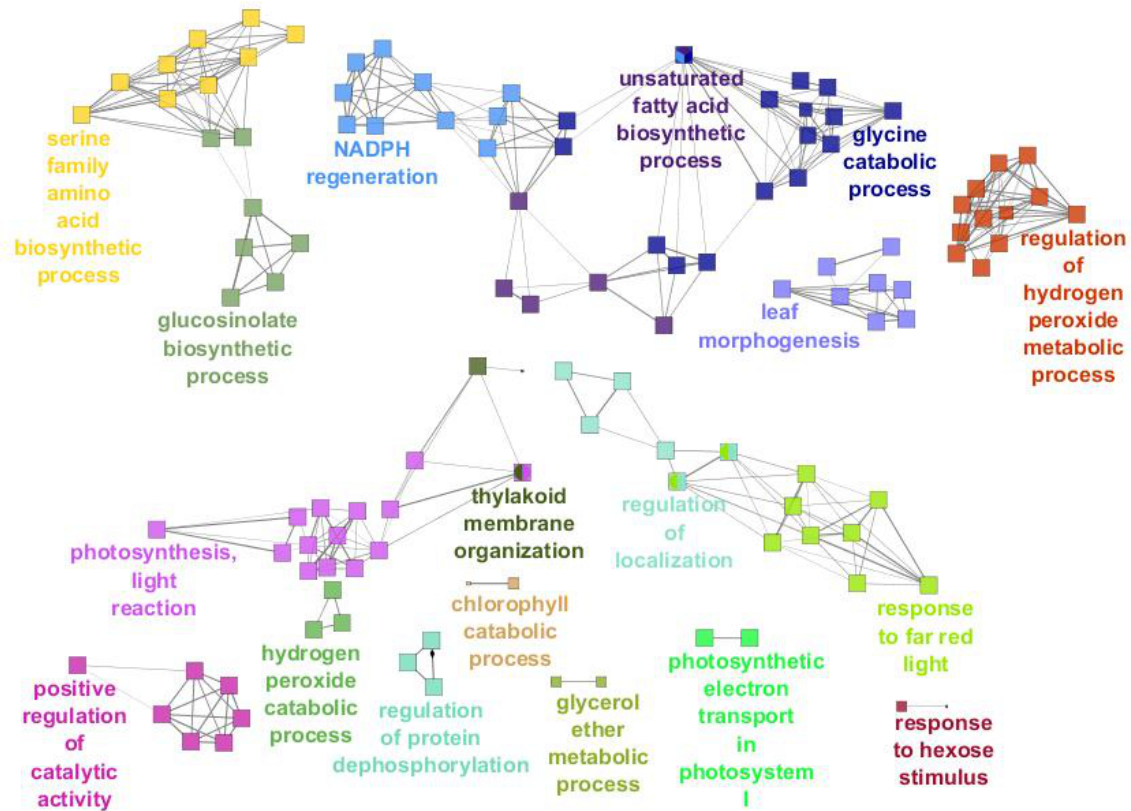 serine
family
amino
acid
biosynthetic
process
NADPH
regeneration
unsaturated
fatty acid
biosynthetic
process
glycine
catabolic
process
regulation
of
hydrogen
peroxide
metabolic
process
glucosinolate
biosynthetic
process
leaf
morphogenesis
thylakoid
membrane
organization
regulation
of
localization
photosynthesis,
light
reaction
chlorophyll
catabolic
process
response
to far red
light
hydrogen
peroxide
catabolic
process
positive
regulation
of
catalytic
activity
regulation
of protein
dephosphorylation
glycerol
ether
metabolic
process
photosynthetic
electron
transport
in
photosystem
I
response
to hexose
stimulus